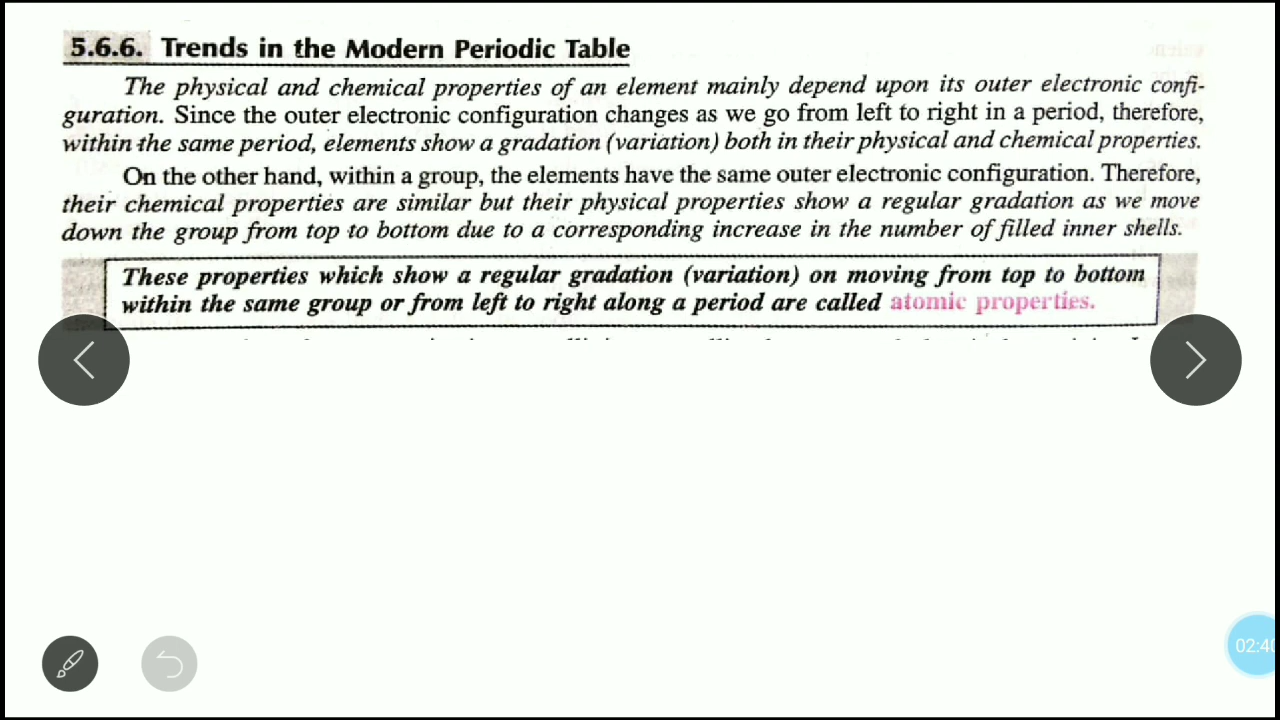 5.6.6. Trends in the Modern Periodic Table
The physical and chemical properties of an element mainly depend upon its outer electronic confi-
guration. Since the outer electronic configuration changes as we go from left to right in a period, therefore,
within the same period, elements show a gradation (variation) both in their physical and chemical properties.
On the other hand, within a group, the elements have the same outer electronic configuration. Therefore,
their chemical properties are similar but their physical properties show a regular gradation as we move
down the group from top to bottom due to a corresponding increase in the number of filled inner shells.
These properties which show a regular gradation (variation) on moving from top to bottom
within the same group or from left to right along a period are called atomic properties.
02:40